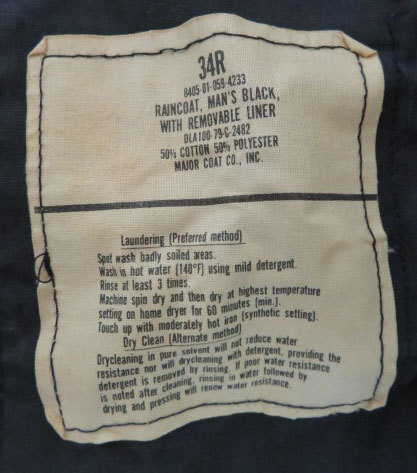 34R
8405-01-059-4233
RAINCOAT, MAN'S BLACK,
WITH REMOVABLE LINER
DLA100-79-C-2482
50% COTTON 50% POLYESTER
MAJOR COAT CO., INC.
Laundering (Preferred method)
Spot wash badly soiled areas.
Wash in hot water (140°F) using mild detergent.
Rinse at least 3 times.
Machine spin dry and then dry at highest temperature
setting on home dryer for 60 minutes (min.).
Touch up with moderately hot iron (synthetic setting).
Dry Clean (Alternate method)
Drycleaning in pure solvent will not reduce water
resistance nor will drycleaning with detergent, providing the
detergent is removed by rinsing. If poor water resistance
is noted after cleaning, rinsing in water followed by
drying and pressing will renew water resistance.